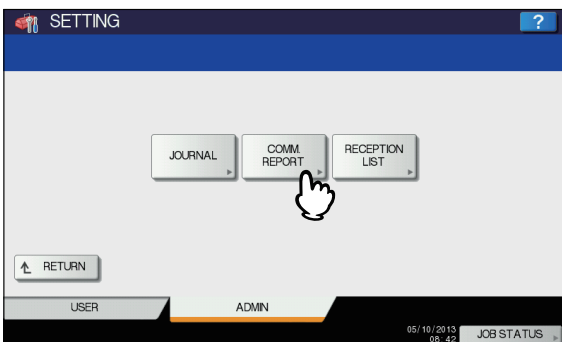 SETTING
?
JOURNAL
COMM.
REPORT
RECEPTION
LIST
RETURN
USER
ADMIN
05/10/2013
08:42
JOB STATUS